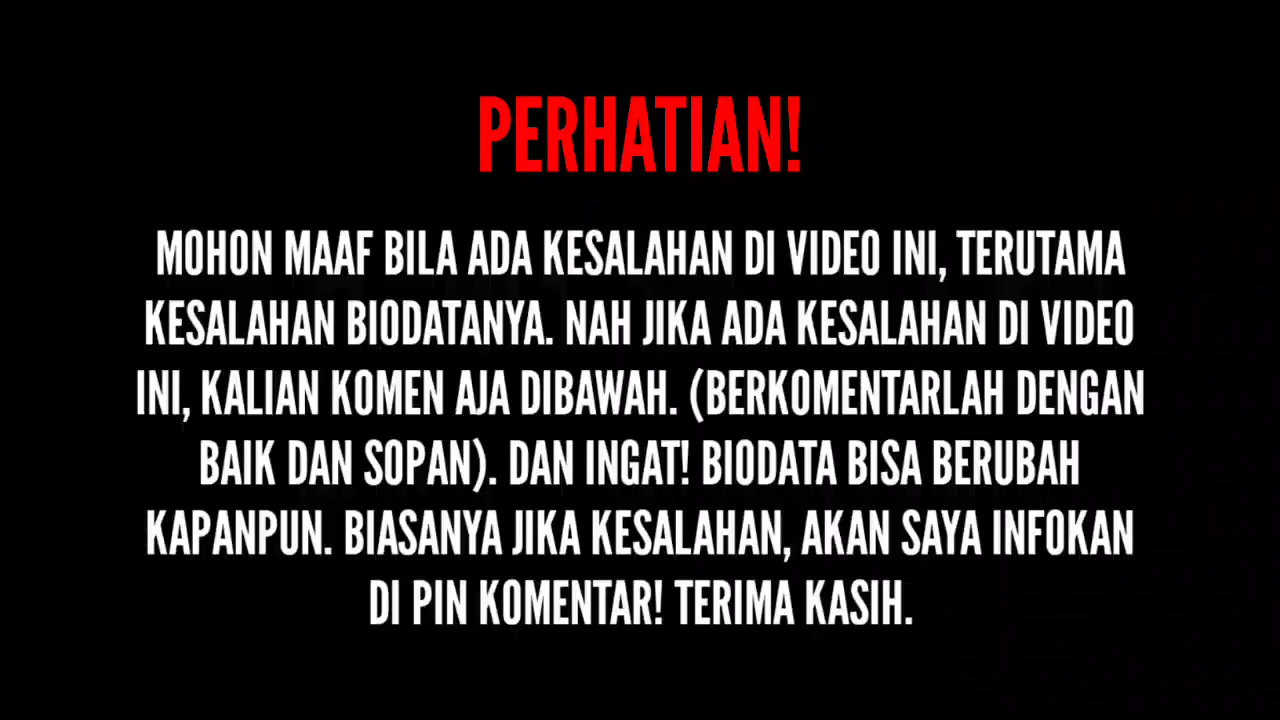 PERHATIAN!
MOHON MAAF BILA ADA KESALAHAN DI VIDEO INI, TERUTAMA
KESALAHAN BIODATANYA. NAH JIKA ADA KESALAHAN DI VIDEO
INI, KALIAN KOMEN AJA DIBAWAH. (BERKOMENTARLAH DENGAN
BAIK DAN SOPAN). DAN INGAT! BIODATA BISA BERUBAH
KAPANPUN. BIASANYA JIKA KESALAHAN, AKAN SAYA INFOKAN
DI PIN KOMENTAR! TERIMA KASIH.